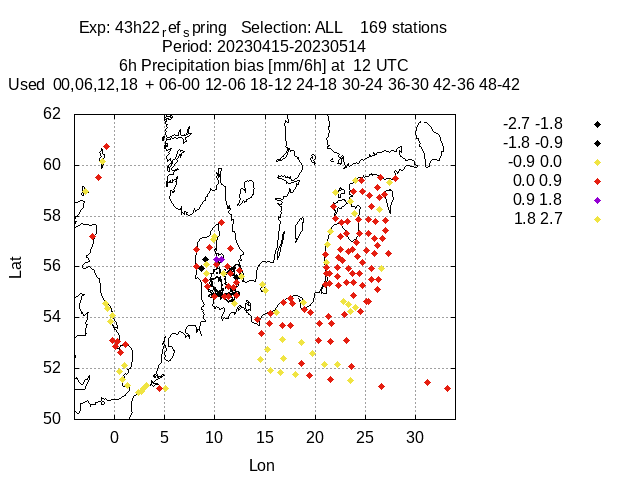 Exp: 43h22refspring   Selection: ALL    169 stations
Period: 20230415-20230514
6h Precipitation bias [mm/6h] at  12 UTC
Used  00,06,12,18  + 06-00 12-06 18-12 24-18 30-24 36-30 42-36 48-42
-2.7 -1.8
-1.8 -0.9
-0.9 0.0
0.0 0.9
0.9 1.8
1.8 2.7
62
60
58
56
54
52
50
Lat
0 5 10 15 20 25 30
Lon